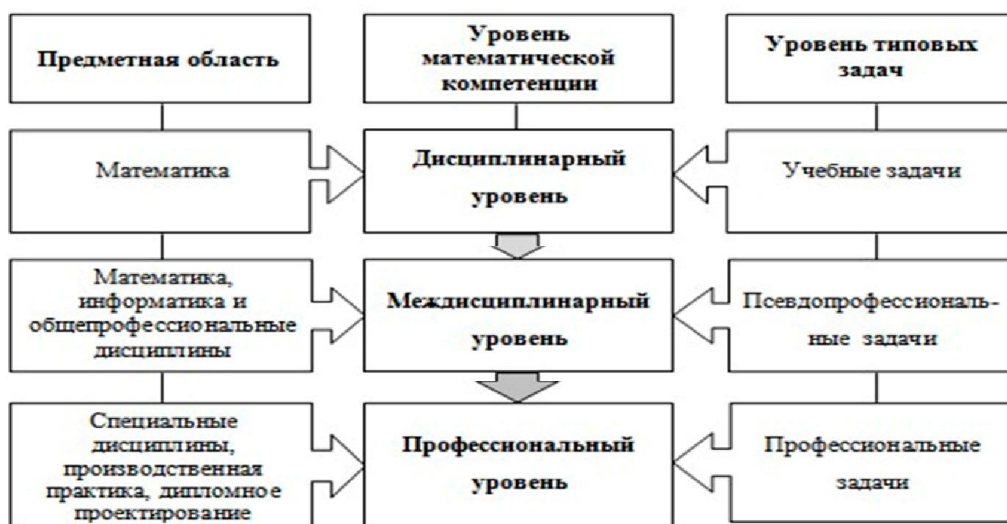 Предметная область
Уровень
математической
компетенции
Уровень типовых
задач
Математика
Дисциплинарный
уровень
Учебные задачи
Математика,
информатика и
общепрофессиональные
дисциплины
Междисциплинарный
уровень
Псевдопрофессиональ-
ные задачи
Специальные
дисциплины,
производственная
практика, дипломное
проектирование
Профессиональный
уровень
Профессиональные
задачи